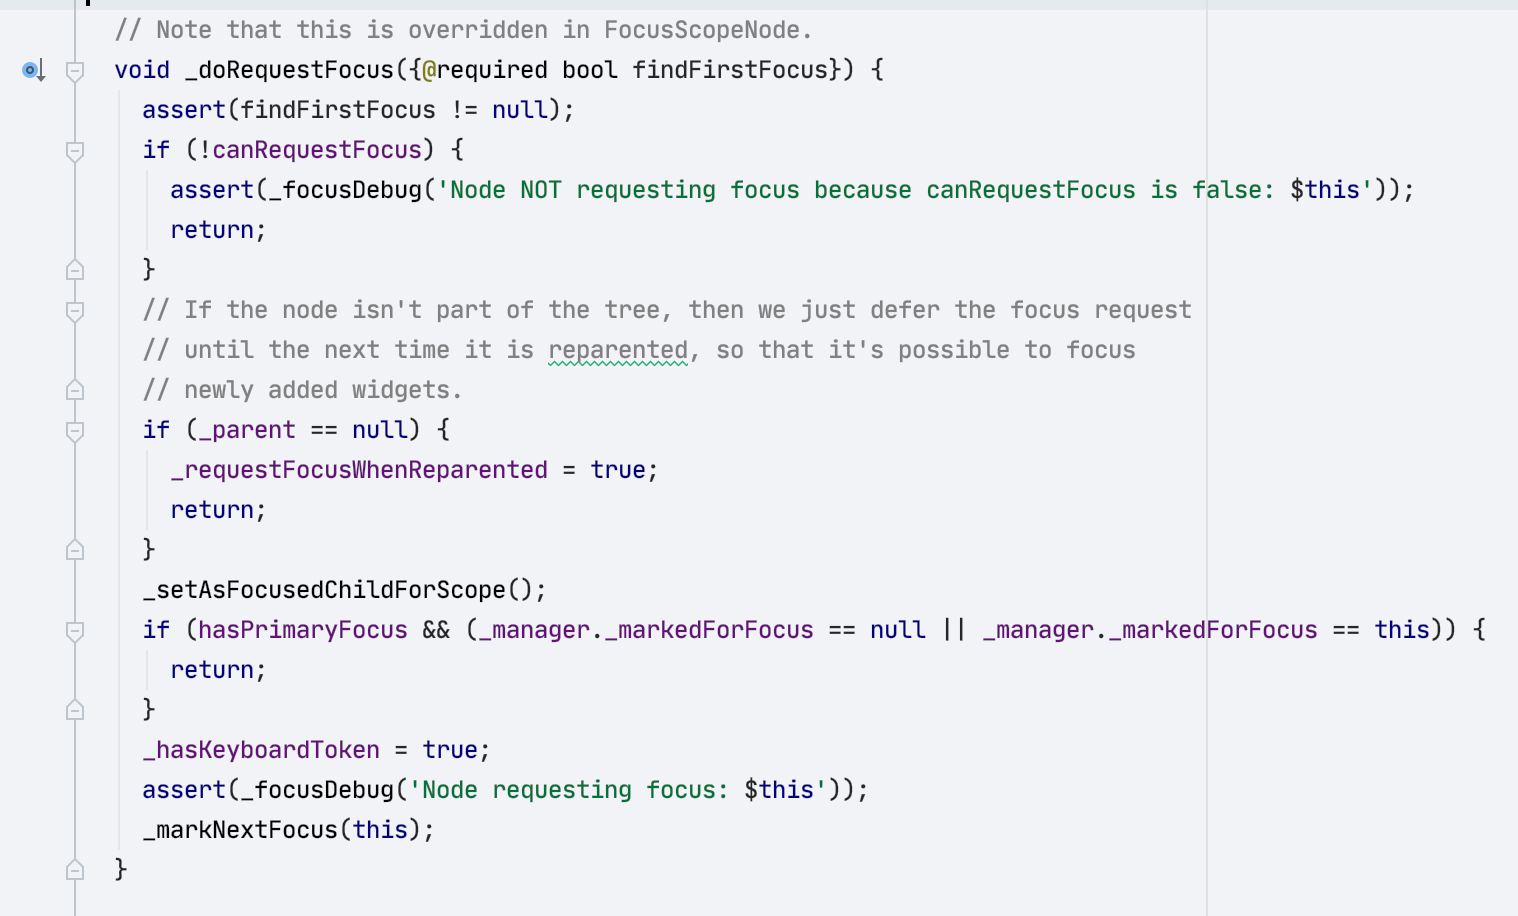 // Note that this is overridden in FocusScopeNode.
void _doRequestFocus({@required bool findFirstFocus}) {
assert(findFirstFocus != null);
if (!canRequestFocus) {
assert(_focusDebug('Node NOT requesting focus because canRequestFocus is false: $this'));
return;
}
// If the node isn't part of the tree, then we just defer the focus request
// until the next time it is reparented, so that it's possible to focus
// newly added widgets.
if (_parent == null) {
_requestFocusWhenReparented = true;
return;
}
_setAsFocusedChildForScope();
if (hasPrimaryFocus && (_manager._markedForFocus == null || _manager._markedForFocus == this)) {
return;
}
_hasKeyboardToken = true;
assert(_focusDebug('Node requesting focus: $this'));
_markNextFocus(this);
}